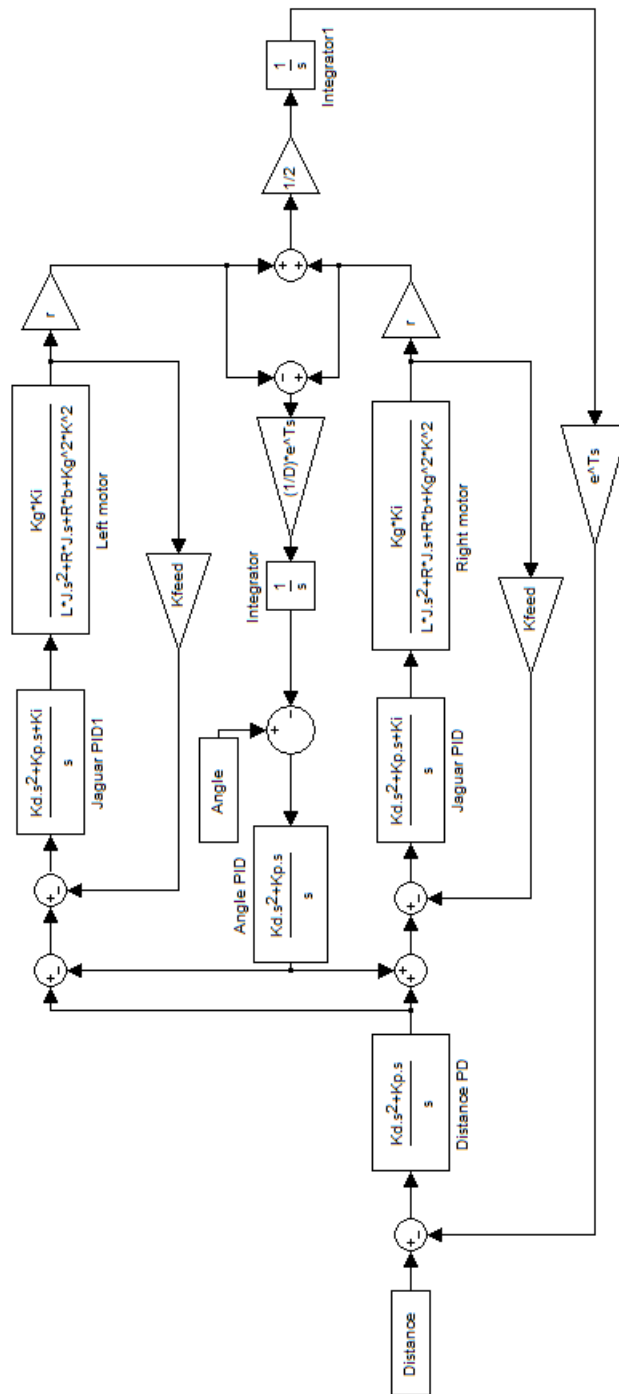 Distance
+
-
Kd.s^2+Kp.s
s
Distance PD
+
-
+
+
+
-
Kd.s^2+Kp.s+Ki
s
Jaguar PID1
Kg*Ki
L*J.s^2+R*J.s+R*b+Kg^2*K^2
Left motor
Kfeed
r
Angle PID
Kd.s^2+Kp.s
s
Angle
+
-
Integrator
1
s
(1/D)*e^Ts
-
+
+
-
Kd.s^2+Kp.s+Ki
s
Jaguar PID
Kg*Ki
L*J.s^2+R*J.s+R*b+Kg^2*K^2
Right motor
Kfeed
r
+
+
1/2
1
s
Integrator1
e^Ts